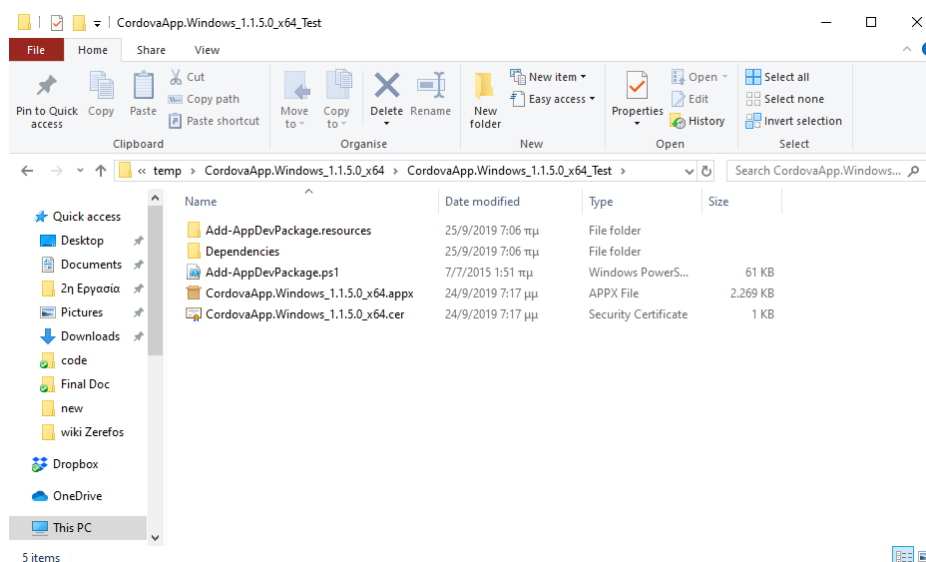 CordovaApp.Windows_1.1.5.0_x64_Test
File Home Share View
Pin to Quick access
Copy
Paste
Cut
Copy path
Paste shortcut
Move to
Copy to
Delete
Rename
New folder
New item
Easy access
Properties
Open
Edit
History
Select all
Select none
Invert selection
Clipboard Organise New Open Select
« temp › CordovaApp.Windows_1.1.5.0_x64 › CordovaApp.Windows_1.1.5.0_x64_Test ›
Search CordovaApp.Windows...
Name Date modified Type Size
Quick access
Desktop
Documents
2η Εργασία
Pictures
Downloads
code
Final Doc
new
wiki Zerefos
Dropbox
OneDrive
This PC
Add-AppDevPackage.resources 25/9/2019 7:06 πμ File folder
Dependencies 25/9/2019 7:06 πμ File folder
Add-AppDevPackage.ps1 7/7/2015 1:51 πμ Windows PowerS... 61 KB
CordovaApp.Windows_1.1.5.0_x64.appx 24/9/2019 7:17 μμ APPX File 2.269 KB
CordovaApp.Windows_1.1.5.0_x64.cer 24/9/2019 7:17 μμ Security Certificate 1 KB
5 items